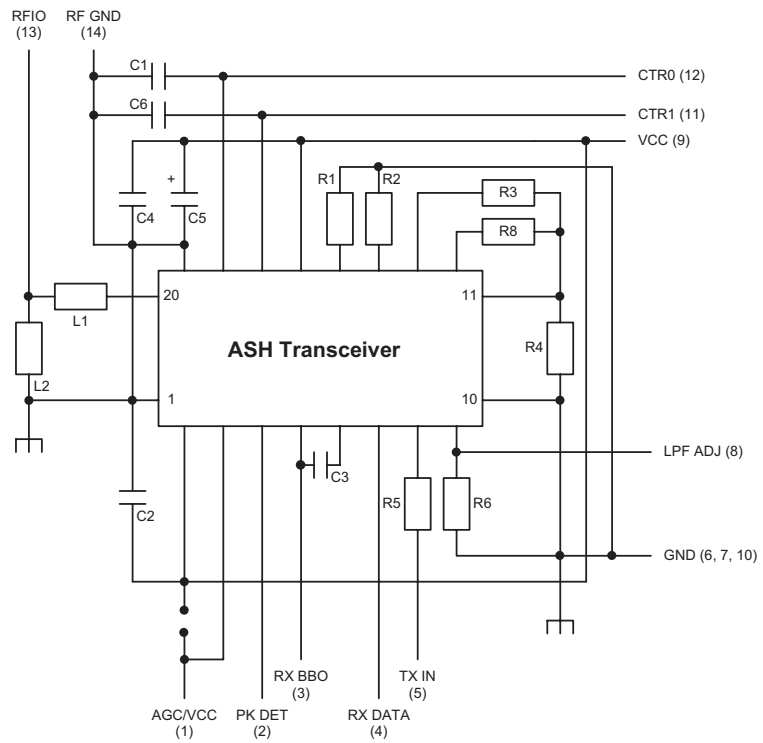 RFIO
(13)
RF GND
(14)
C1
CTR0 (12)
C6
CTR1 (11)
VCC (9)
+
C4
C5
R1
R2
R3
R8
20
11
L1
ASH Transceiver
R4
L2
1
10
LPF ADJ (8)
C3
C2
R5
R6
GND (6, 7, 10)
RX BBO
(3)
TX IN
(5)
AGC/VCC
(1)
PK DET
(2)
RX DATA
(4)